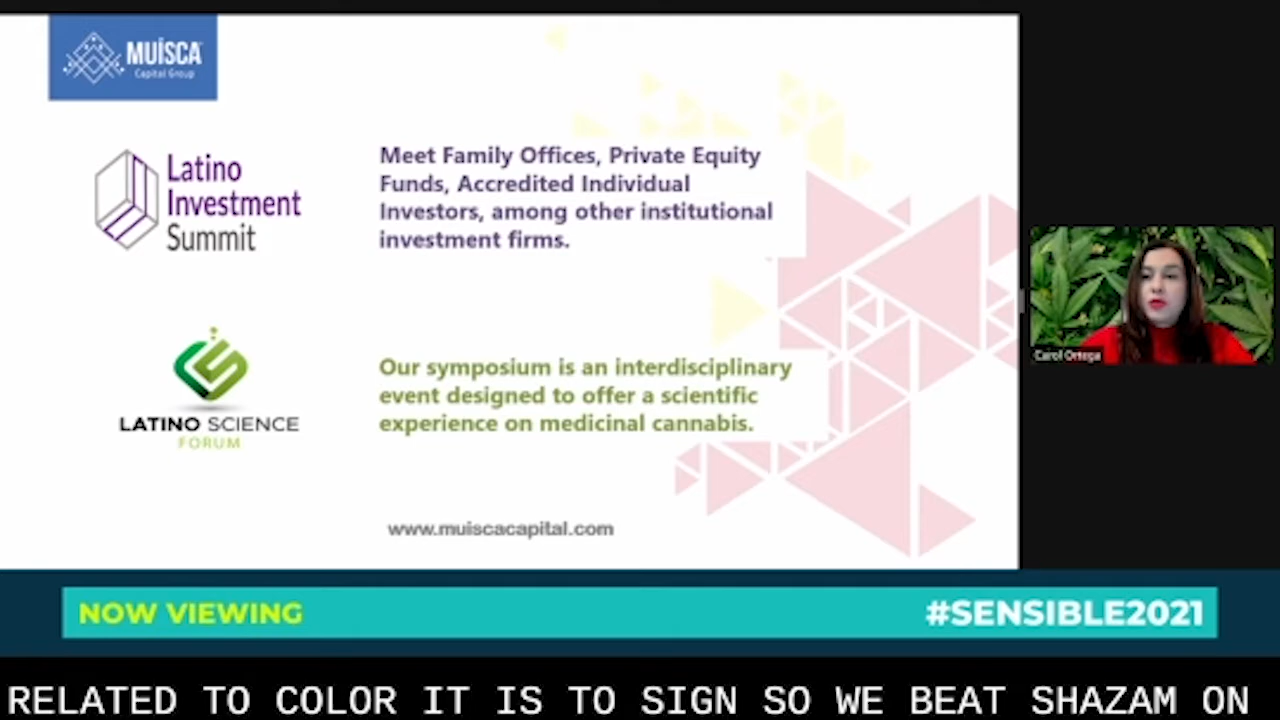 MUÏSCA
Capital Group
Latino
Investment
Summit
Meet Family Offices, Private Equity
Funds, Accredited Individual
Investors, among other institutional
investment firms.
LATINO SCIENCE
FORUM
Our symposium is an interdisciplinary
event designed to offer a scientific
experience on medicinal cannabis.
www.muiscacapital.com
Carol Ortega
NOW VIEWING
#SENSIBLE2021
RELATED TO COLOR IT IS TO SIGN SO WE BEAT SHAZAM ON